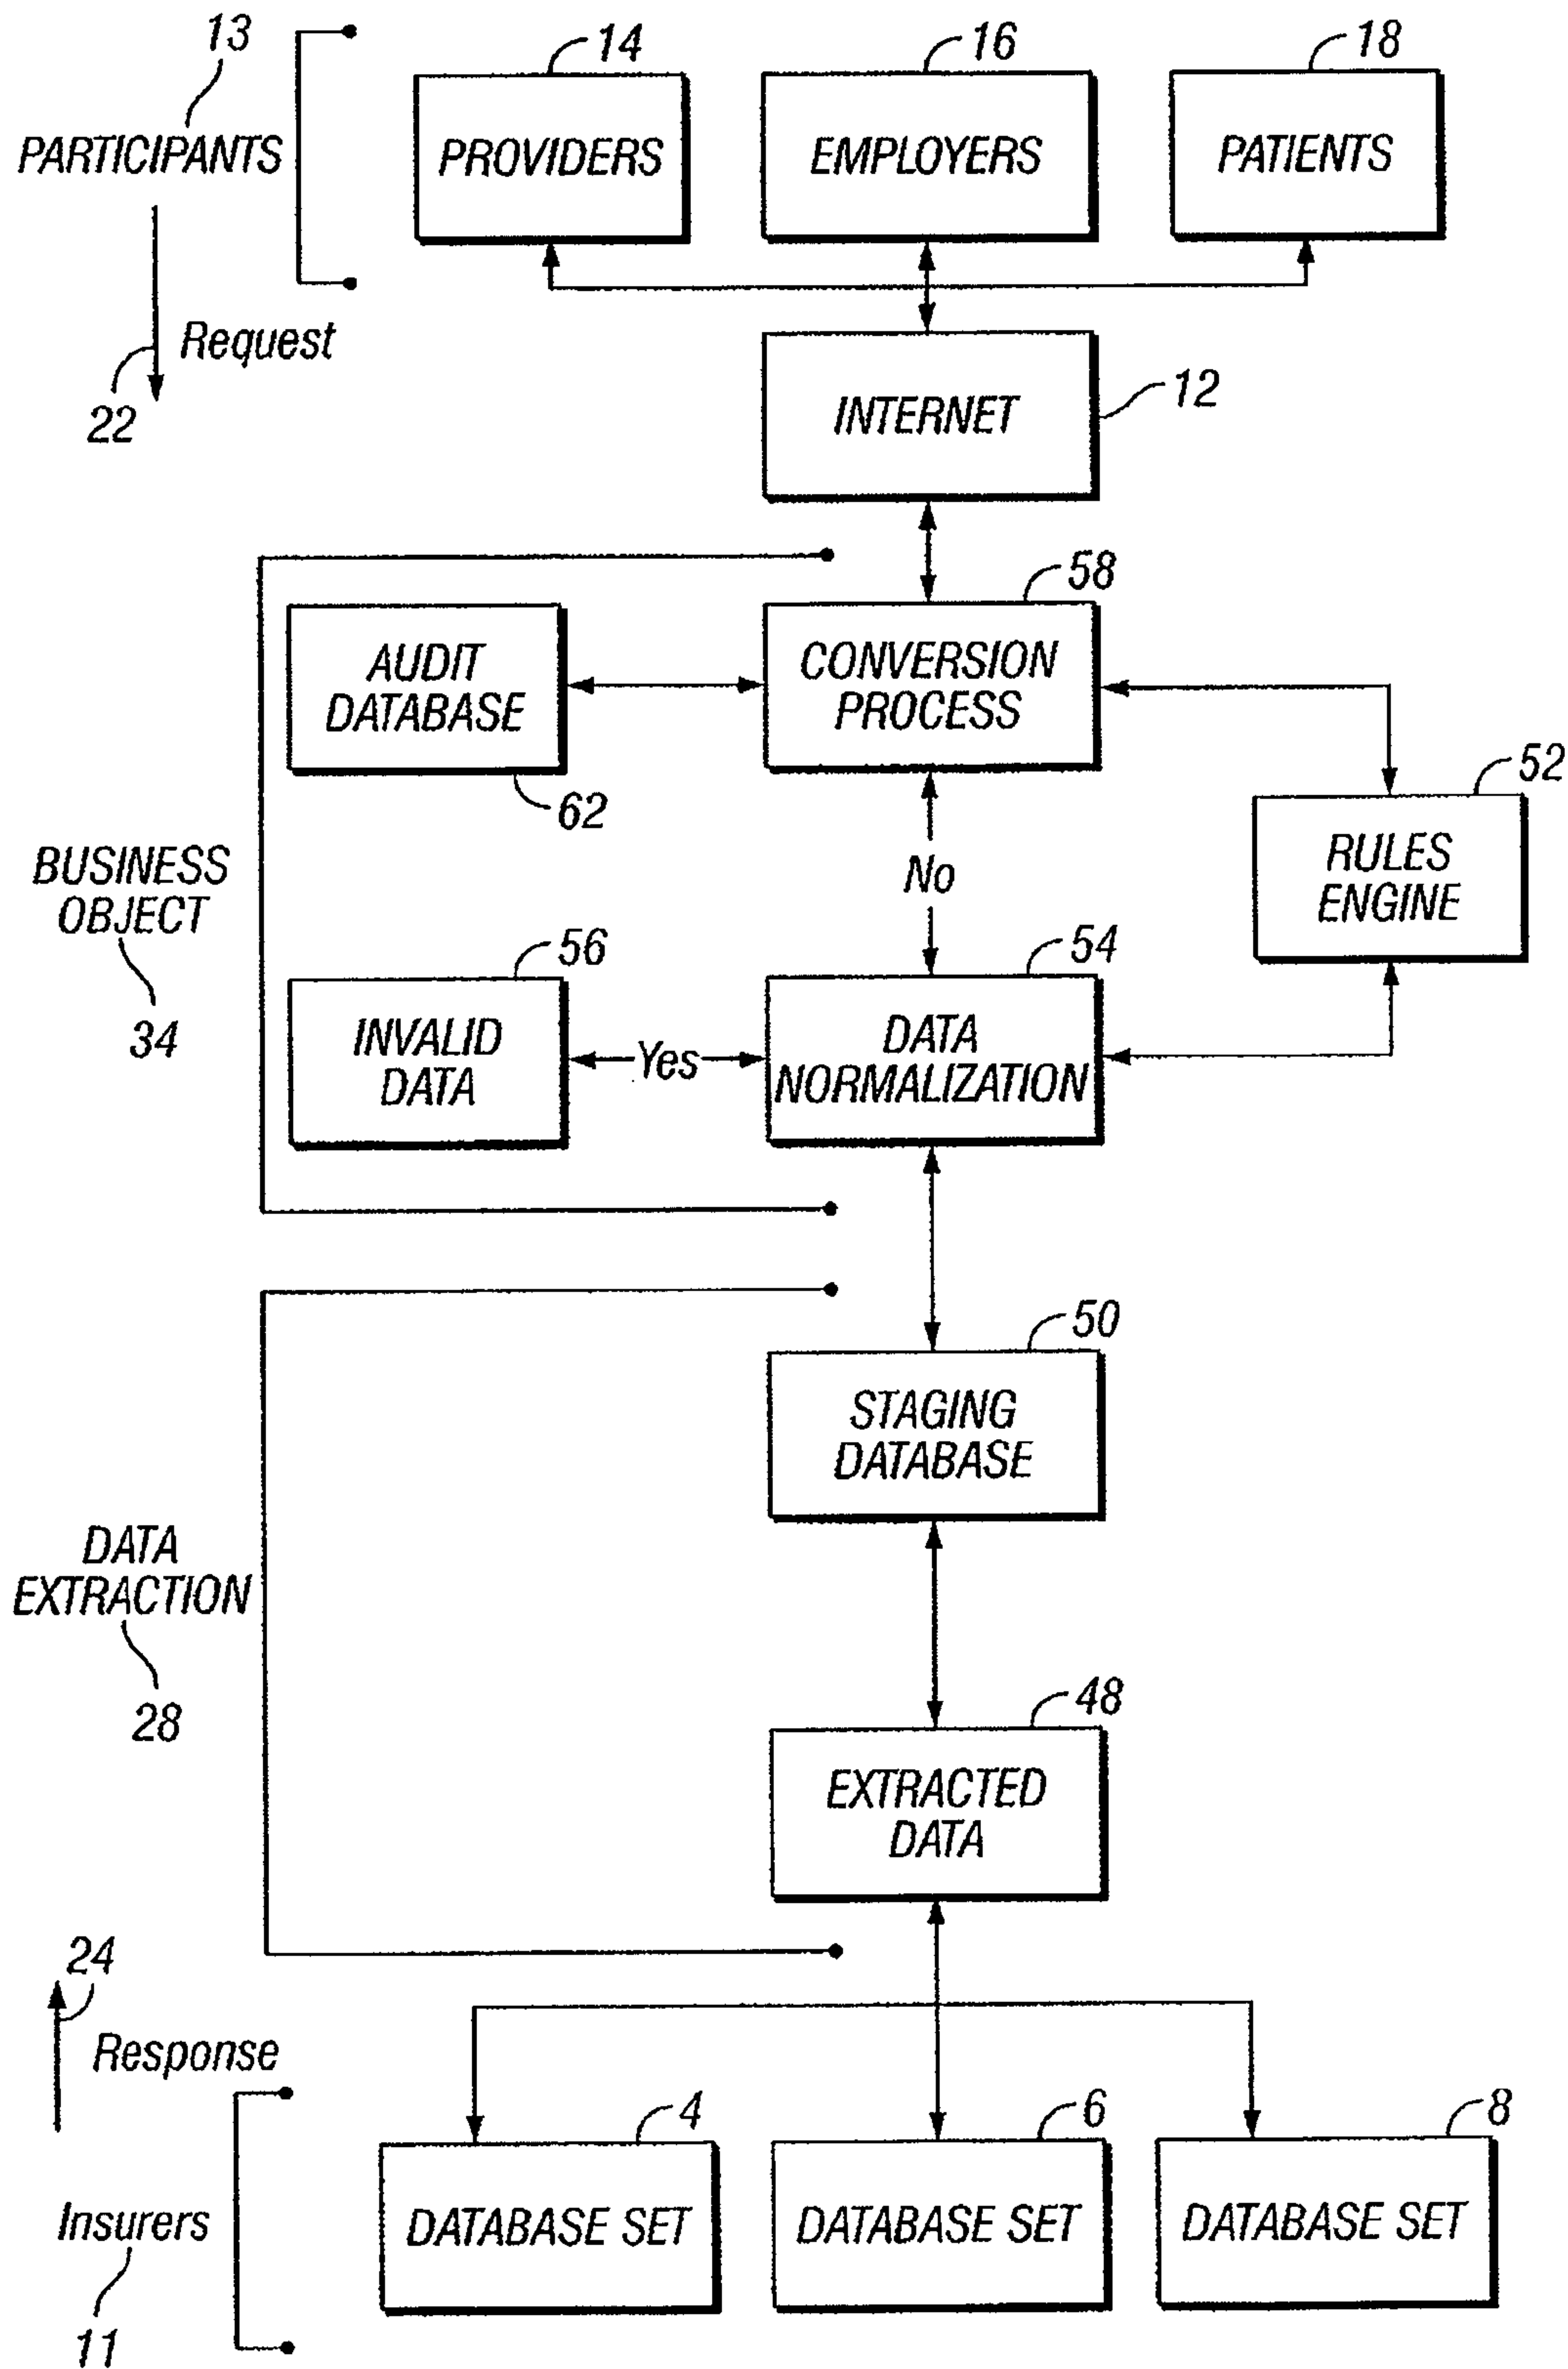 13
14
16
18
PARTICIPANTS
PROVIDERS
EMPLOYERS
PATIENTS
Request
22
INTERNET
12
58
AUDIT
DATABASE
62
CONVERSION
PROCESS
52
RULES
ENGINE
BUSINESS
OBJECT
34
No
56
INVALID
DATA
Yes
54
DATA
NORMALIZATION
50
STAGING
DATABASE
DATA
EXTRACTION
28
48
EXTRACTED
DATA
24
Response
4
6
8
Insurers
11
DATABASE SET
DATABASE SET
DATABASE SET